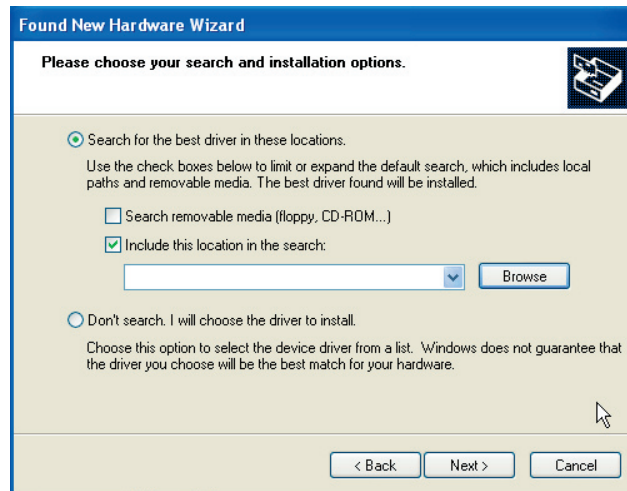 Found New Hardware Wizard
Please choose your search and installation options.
Search for the best driver in these locations.
Use the check boxes below to limit or expand the default search, which includes local
paths and removable media. The best driver found will be installed.
Search removable media (floppy, CD-ROM...)
Include this location in the search:
Browse
Don't search. I will choose the driver to install.
Choose this option to select the device driver from a list. Windows does not guarantee that
the driver you choose will be the best match for your hardware.
< Back Next > Cancel